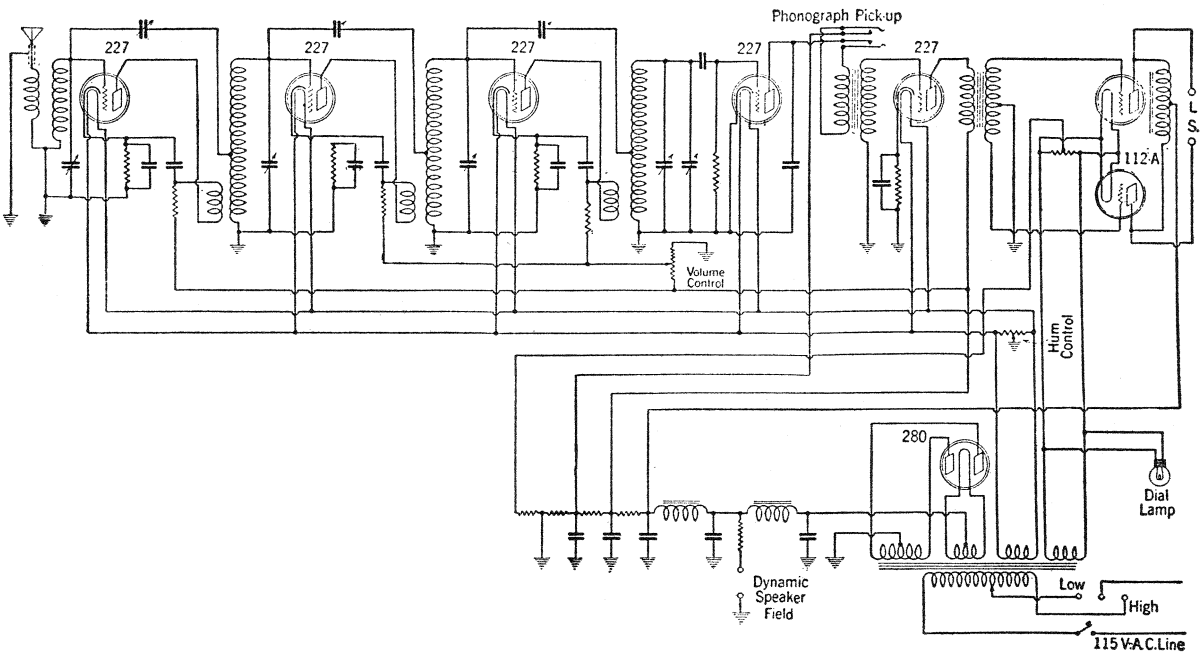 Phonograph Pick-up
227
227
227
227
227
L
S.
112-A
Volume
Control
Hum
Control
280
Dial
Lamp
Dynamic
Speaker
Field
Low
High
115 V-A.C. Line